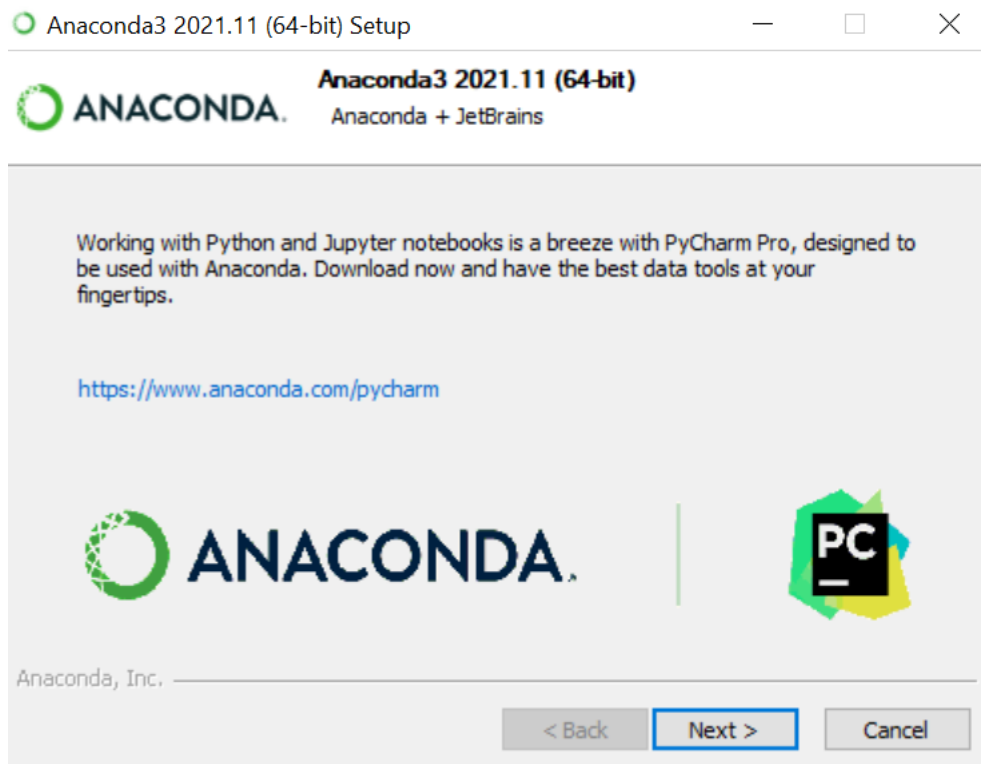 Anaconda3 2021.11 (64-bit) Setup
ANACONDA.
Anaconda3 2021.11 (64-bit)
Anaconda + JetBrains
Working with Python and Jupyter notebooks is a breeze with PyCharm Pro, designed to
be used with Anaconda. Download now and have the best data tools at your
fingertips.
https://www.anaconda.com/pycharm
ANACONDA.
PC
Anaconda, Inc.
< Back
Next >
Cancel